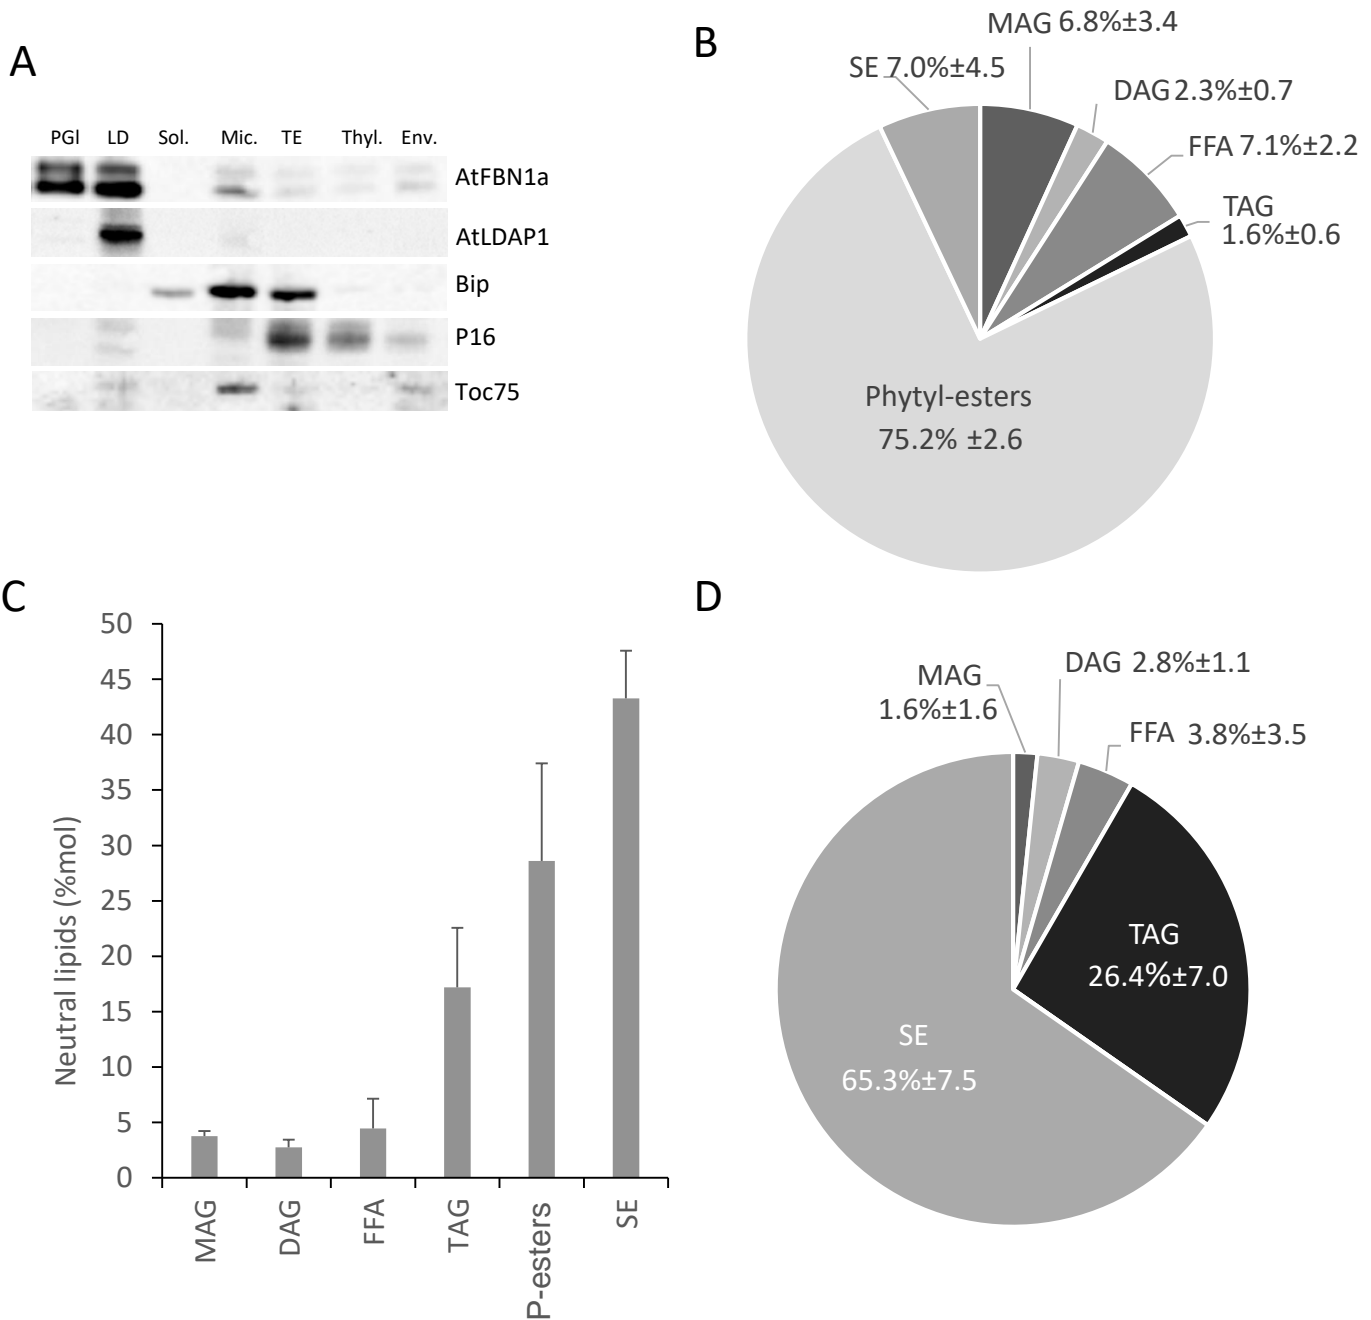 A
PGl LD Sol. Mic. TE Thyl. Env.
AtFBN1a
AtLDAP1
Bip
P16
Toc75
B
MAG 6.8%±3.4
SE 7.0%±4.5
DAG 2.3%±0.7
FFA 7.1%±2.2
TAG
1.6%±0.6
Phytyl-esters
75.2% ±2.6
C
Neutral lipids (%mol)
50
45
40
35
30
25
20
15
10
5
0
MAG
DAG
FFA
TAG
P-esters
SE
D
MAG
1.6%±1.6
DAG 2.8%±1.1
FFA 3.8%±3.5
TAG
26.4%±7.0
SE
65.3%±7.5